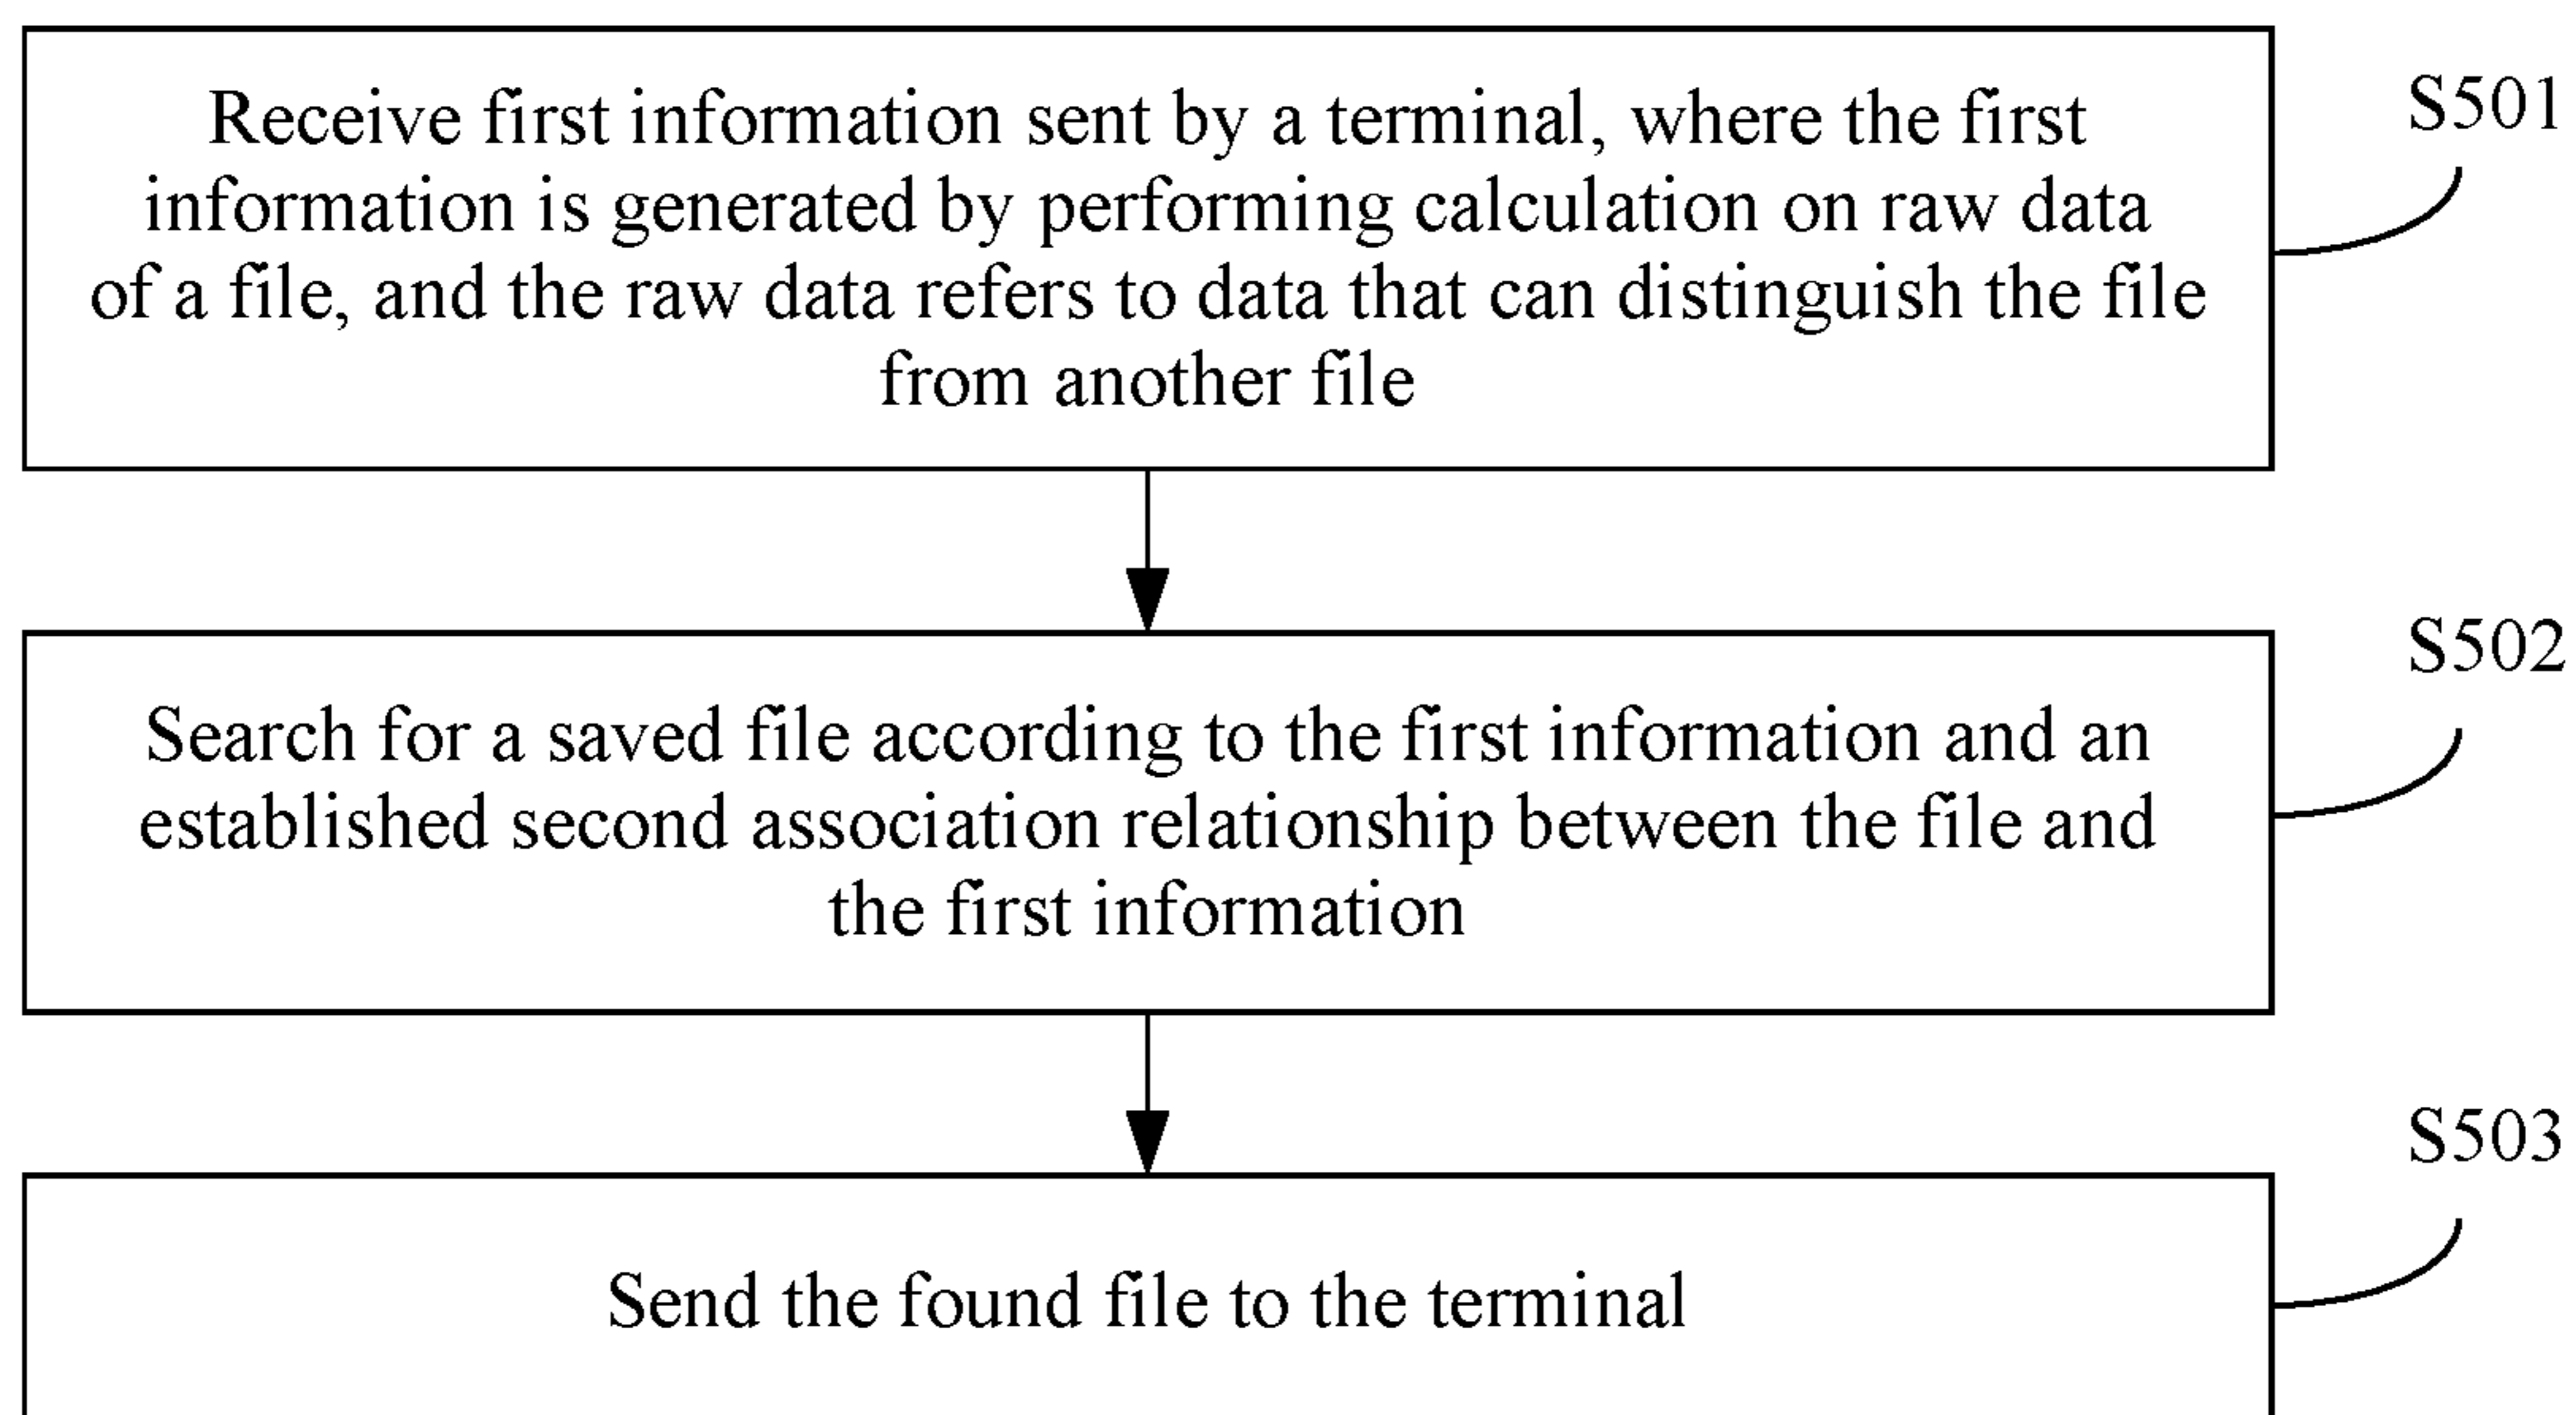 Receive first information sent by a terminal, where the first
information is generated by performing calculation on raw data
of a file, and the raw data refers to data that can distinguish the file
from another file
S501
Search for a saved file according to the first information and an
established second association relationship between the file and
the first information
S502
Send the found file to the terminal
S503